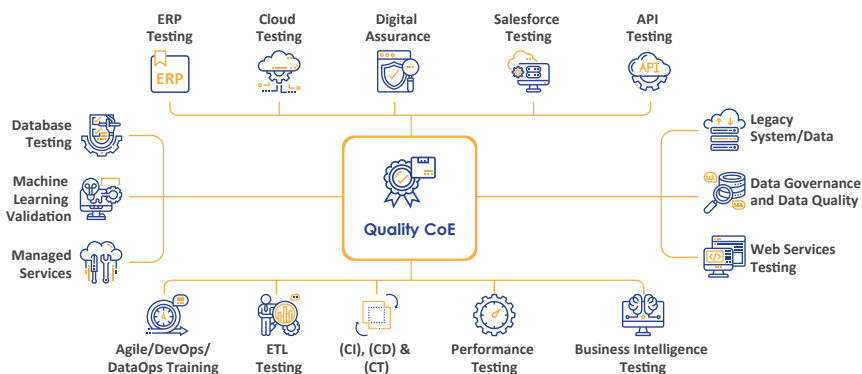 ERP
Testing
Cloud
Testing
Digital
Assurance
Salesforce
Testing
API
Testing
ERP
API
Database
Testing
Machine
Learning
Validation
Managed
Services
Quality CoE
Legacy
System/Data
Data Governance
and Data Quality
Web Services
Testing
Agile/DevOps/
DataOps Training
ETL
Testing
(CI), (CD) &
(CT)
Performance
Testing
Business Intelligence
Testing